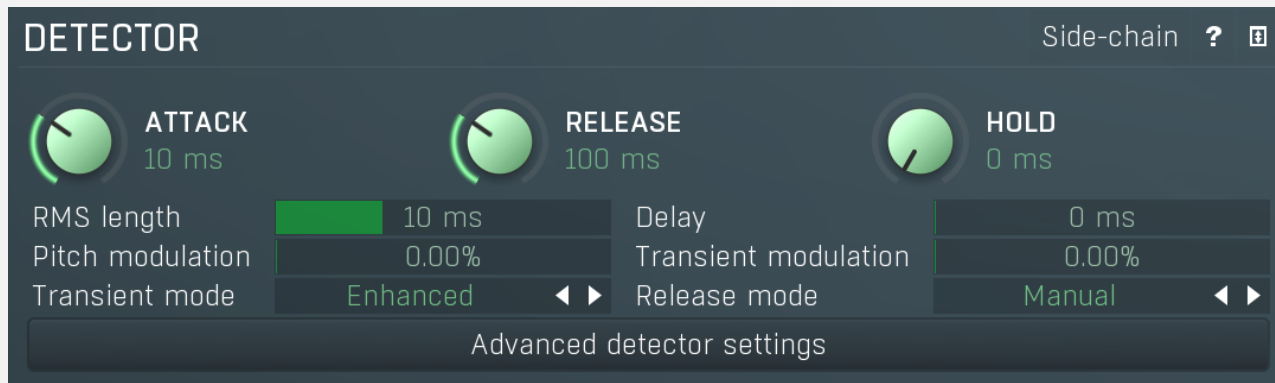 DETECTOR Side-chain ?
ATTACK RELEASE HOLD
10 ms 100 ms 0 ms
RMS length 10 ms Delay 0 ms
Pitch modulation 0.00% Transient modulation 0.00%
Transient mode Enhanced Release mode Manual
Advanced detector settings